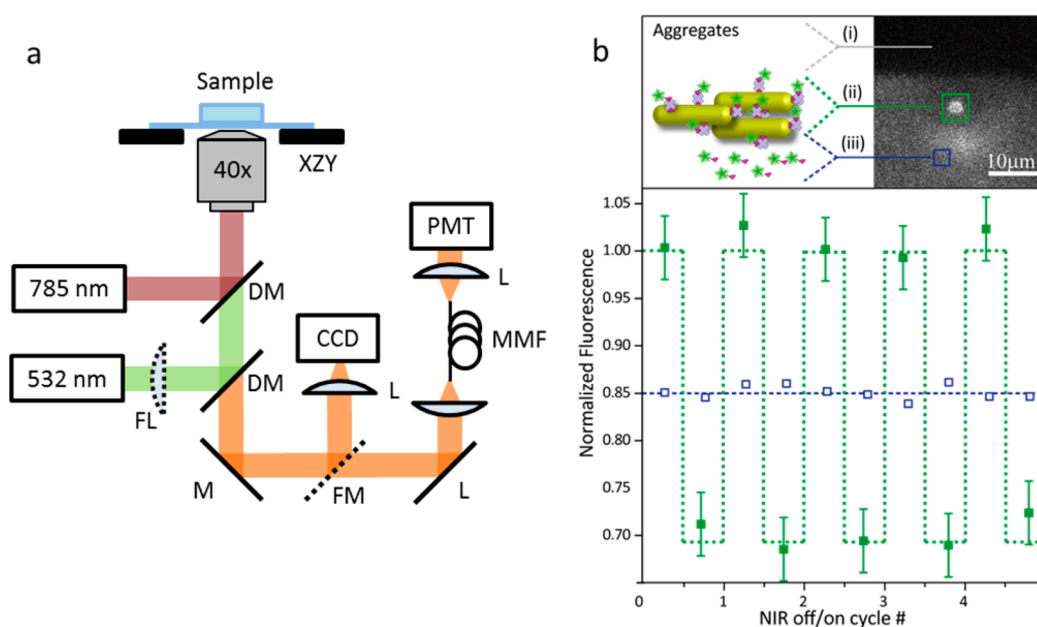 a
Sample
XZY
40x
785 nm
DM
532 nm
FL
DM
M
CCD
L
FM
PMT
L
MMF
L
b
Aggregates
(i)
(ii)
(iii)
10μm
Normalized Fluorescence
1.05
1.00
0.95
0.90
0.85
0.80
0.75
0.70
0.65
0
1
2
3
4
NIR off/on cycle #